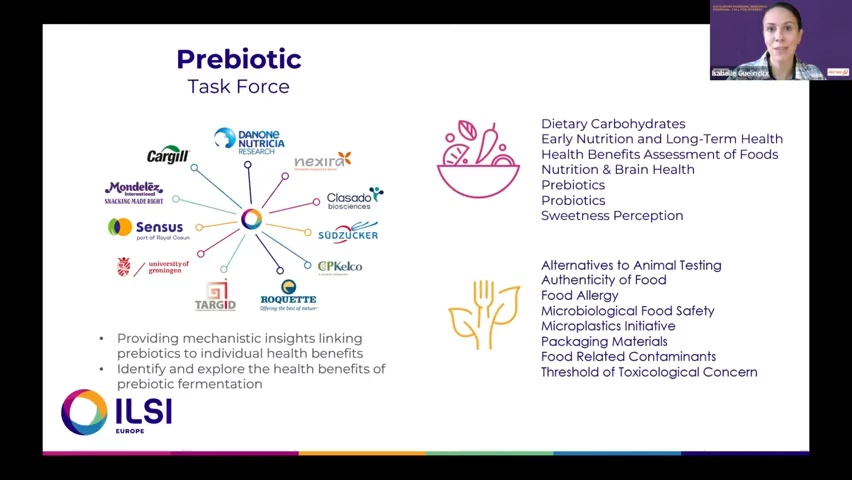 Prebiotic
Task Force
DANONE
NUTRICIA
RESEARCH
Cargill
nexira
Mondelēz
International
SNACKING MADE RIGHT
Clasado
biosciences
Sensus
part of Royal Cosun
SÜDZUCKER
university of
groningen
CPKelco
TARGID
ROQUETTE
Offering the best of nature™
• Providing mechanistic insights linking
prebiotics to individual health benefits
• Identify and explore the health benefits of
prebiotic fermentation
ILSI
EUROPE
Dietary Carbohydrates
Early Nutrition and Long-Term Health
Health Benefits Assessment of Foods
Nutrition & Brain Health
Prebiotics
Probiotics
Sweetness Perception
Alternatives to Animal Testing
Authenticity of Food
Food Allergy
Microbiological Food Safety
Microplastics Initiative
Packaging Materials
Food Related Contaminants
Threshold of Toxicological Concern
Isabelle Guelinckx